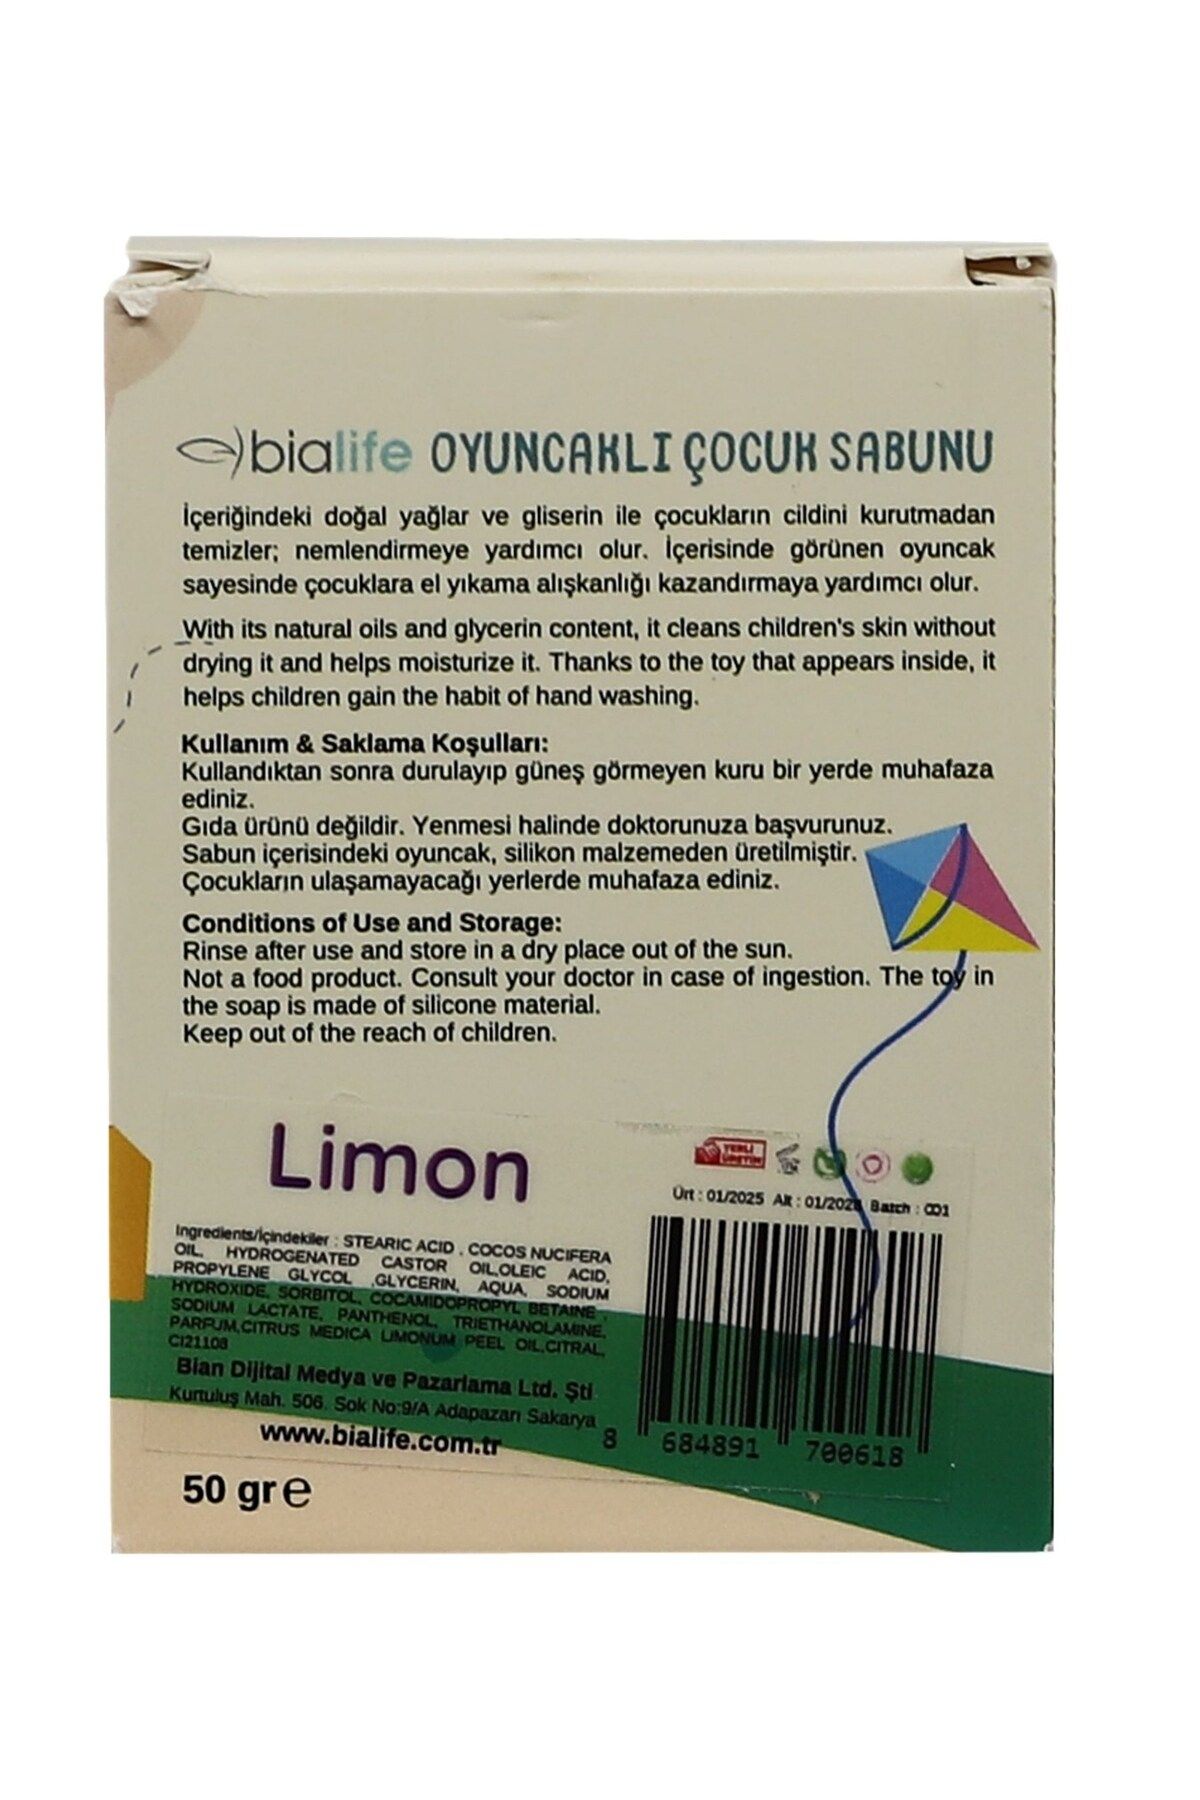 bialife OYUNCAKLI ÇOCUK SABUNU
İçeriğindeki doğal yağlar ve gliserin ile çocukların cildini kurutmadan
temizler; nemlendirmeye yardımcı olur. İçerisinde görünen oyuncak
sayesinde çocuklara el yıkama alışkanlığı kazandırmaya yardımcı olur.
With its natural oils and glycerin content, it cleans children's skin without
drying it and helps moisturize it. Thanks to the toy that appears inside, it
helps children gain the habit of hand washing.
Kullanım & Saklama Koşulları:
Kullandıktan sonra durulayıp güneş görmeyen kuru bir yerde muhafaza
ediniz.
Gıda ürünü değildir. Yenmesi halinde doktorunuza başvurunuz.
Sabun içerisindeki oyuncak, silikon malzemeden üretilmiştir.
Çocukların ulaşamayacağı yerlerde muhafaza ediniz.
Conditions of Use and Storage:
Rinse after use and store in a dry place out of the sun.
Not a food product. Consult your doctor in case of ingestion. The toy in
the soap is made of silicone material.
Keep out of the reach of children.
Limon
YERLİ
ÜRETİM
Ürt : 01/2025 Alt : Batch : 001
Ingredients/İçindekiler : STEARIC ACID , COCOS NUCIFERA
OIL, HYDROGENATED CASTOR OIL,OLEIC ACID,
PROPYLENE GLYCOL ,GLYCERIN, AQUA, SODIUM
HYDROXIDE, SORBITOL, COCAMIDOPROPYL BETAINE ,
SODIUM LACTATE, PANTHENOL, TRIETHANOLAMINE,
PARFUM,CITRUS MEDICA LIMONUM PEEL OIL,CITRAL,
CI21108
Bian Dijital Medya ve Pazarlama Ltd. Şti
Kurtuluş Mah. 506. Sok No:9/A Adapazarı Sakarya
www.bialife.com.tr
8 684891 700618
50 gr e